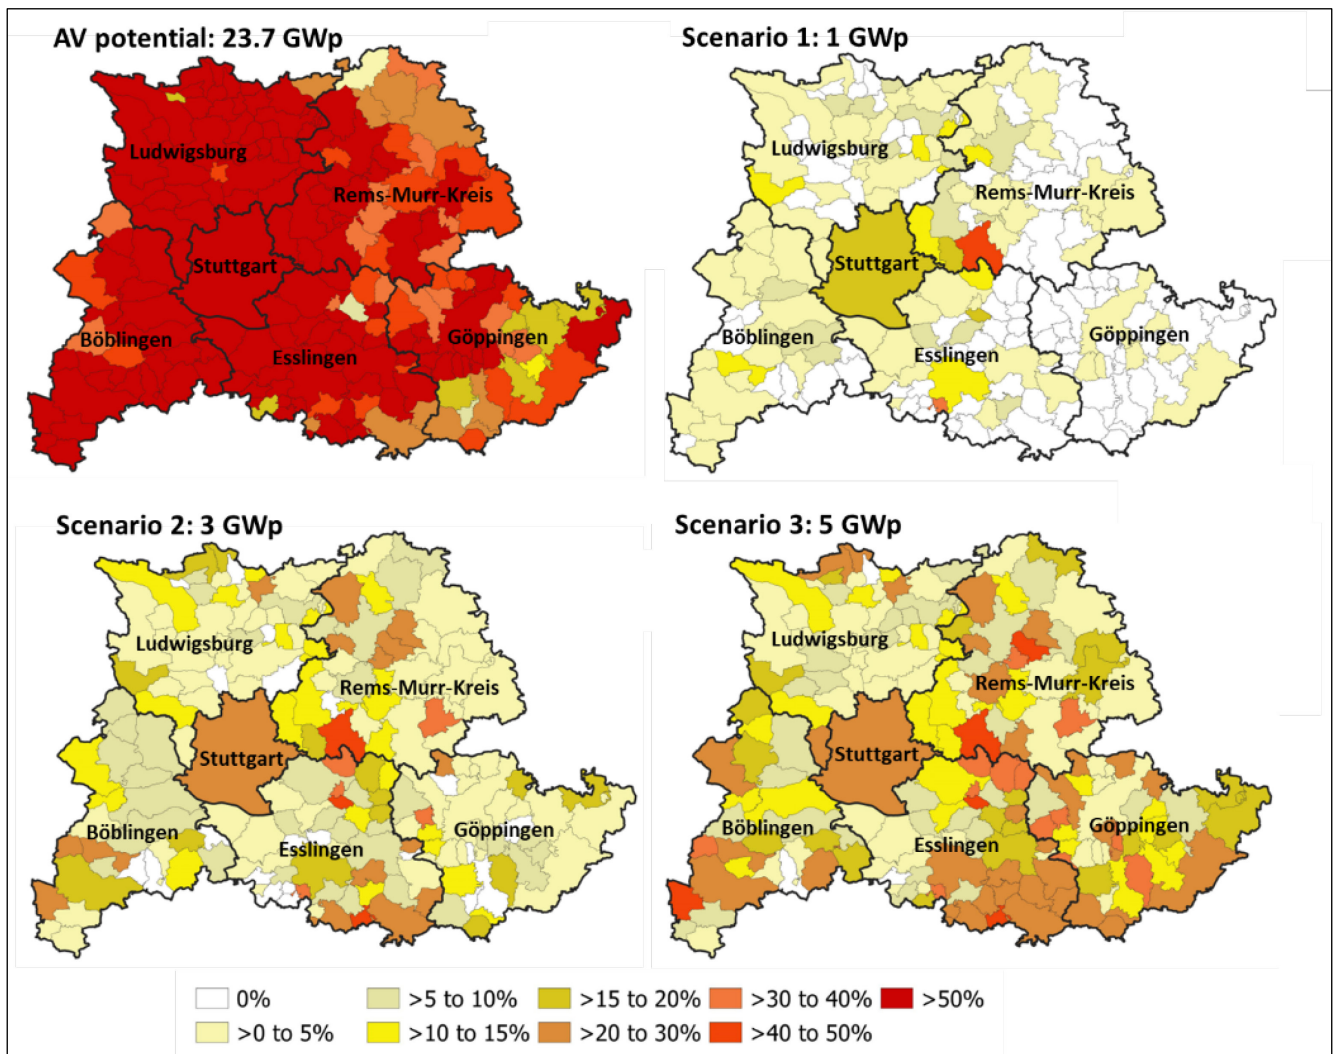 AV potential: 23.7 GWp
Ludwigsburg
Rems-Murr-Kreis
Stuttgart
Böblingen
Esslingen
Göppingen
Scenario 1: 1 GWp
Ludwigsburg
Rems-Murr-Kreis
Stuttgart
Böblingen
Esslingen
Göppingen
Scenario 2: 3 GWp
Ludwigsburg
Rems-Murr-Kreis
Stuttgart
Böblingen
Esslingen
Göppingen
Scenario 3: 5 GWp
Ludwigsburg
Rems-Murr-Kreis
Stuttgart
Böblingen
Esslingen
Göppingen
0% >5 to 10% >15 to 20% >30 to 40% >50%
>0 to 5% >10 to 15% >20 to 30% >40 to 50%